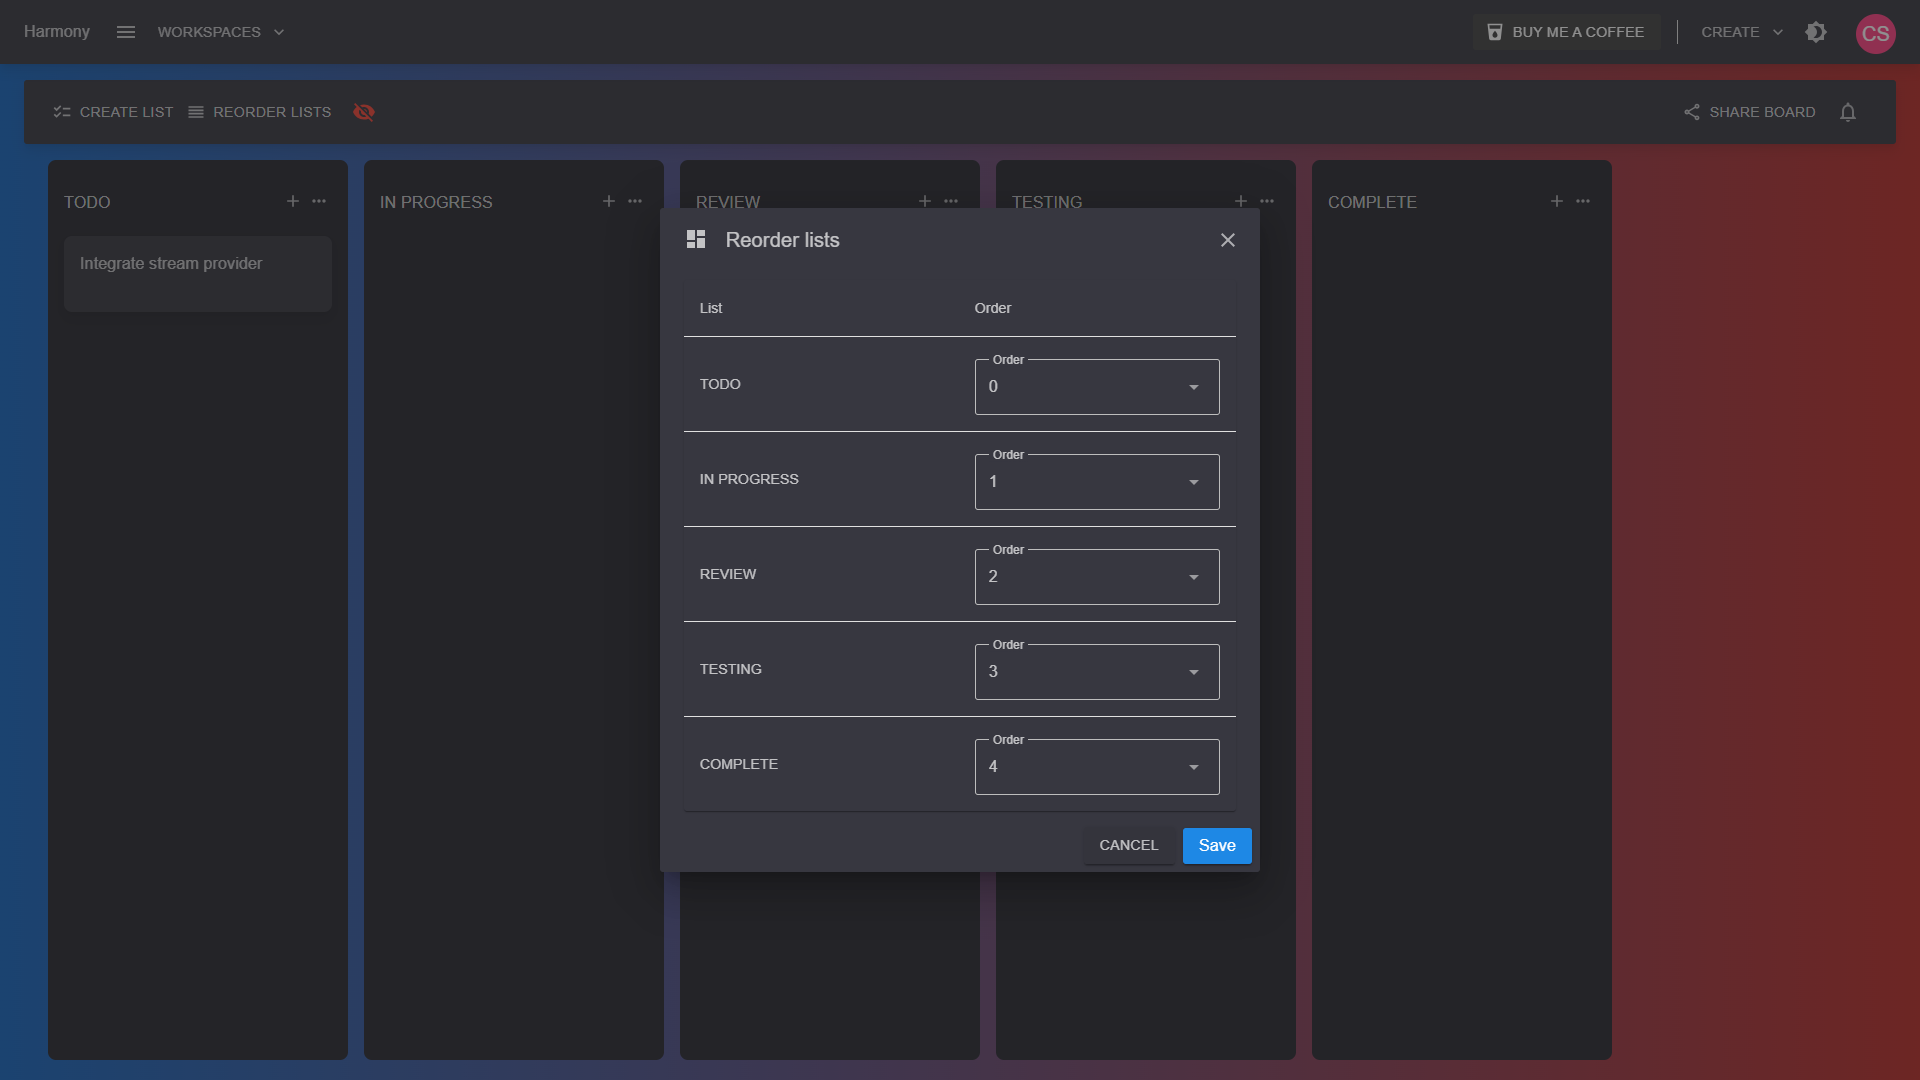 Harmony
WORKSPACES
BUY ME A COFFEE
CREATE
CS
CREATE LIST
REORDER LISTS
SHARE BOARD
TODO
IN PROGRESS
REVIEW
TESTING
COMPLETE
Integrate stream provider
Reorder lists
List
Order
TODO
Order
0
IN PROGRESS
Order
1
REVIEW
Order
2
TESTING
Order
3
COMPLETE
Order
4
CANCEL
Save